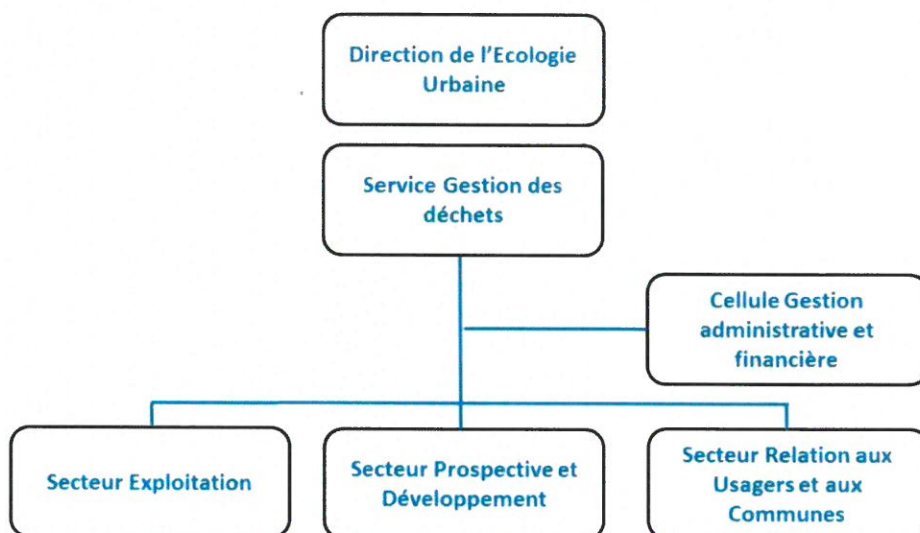 Direction de l'Ecologie
Urbaine
Service Gestion des
déchets
Cellule Gestion
administrative et
financière
Secteur Exploitation
Secteur Prospective et
Développement
Secteur Relation aux
Usagers et aux
Communes